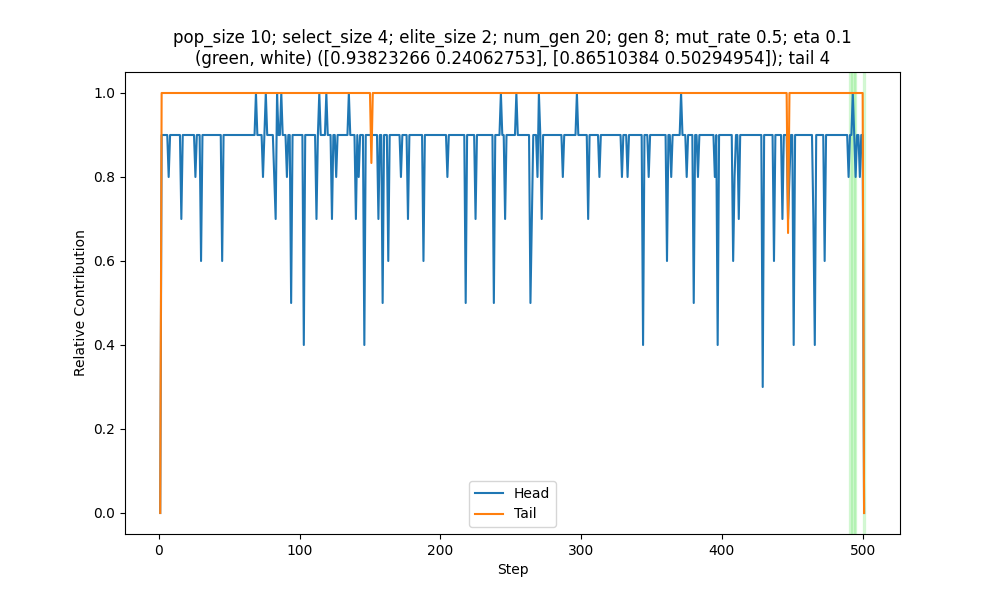 pop_size 10; select_size 4; elite_size 2; num_gen 20; gen 8; mut_rate 0.5; eta 0.1
(green, white) ([0.93823266 0.24062753], [0.86510384 0.50294954]); tail 4
1.0
0.8
0.6
0.4
0.2
0.0
Relative Contribution
Head
Tail
0
100
200
300
400
500
Step